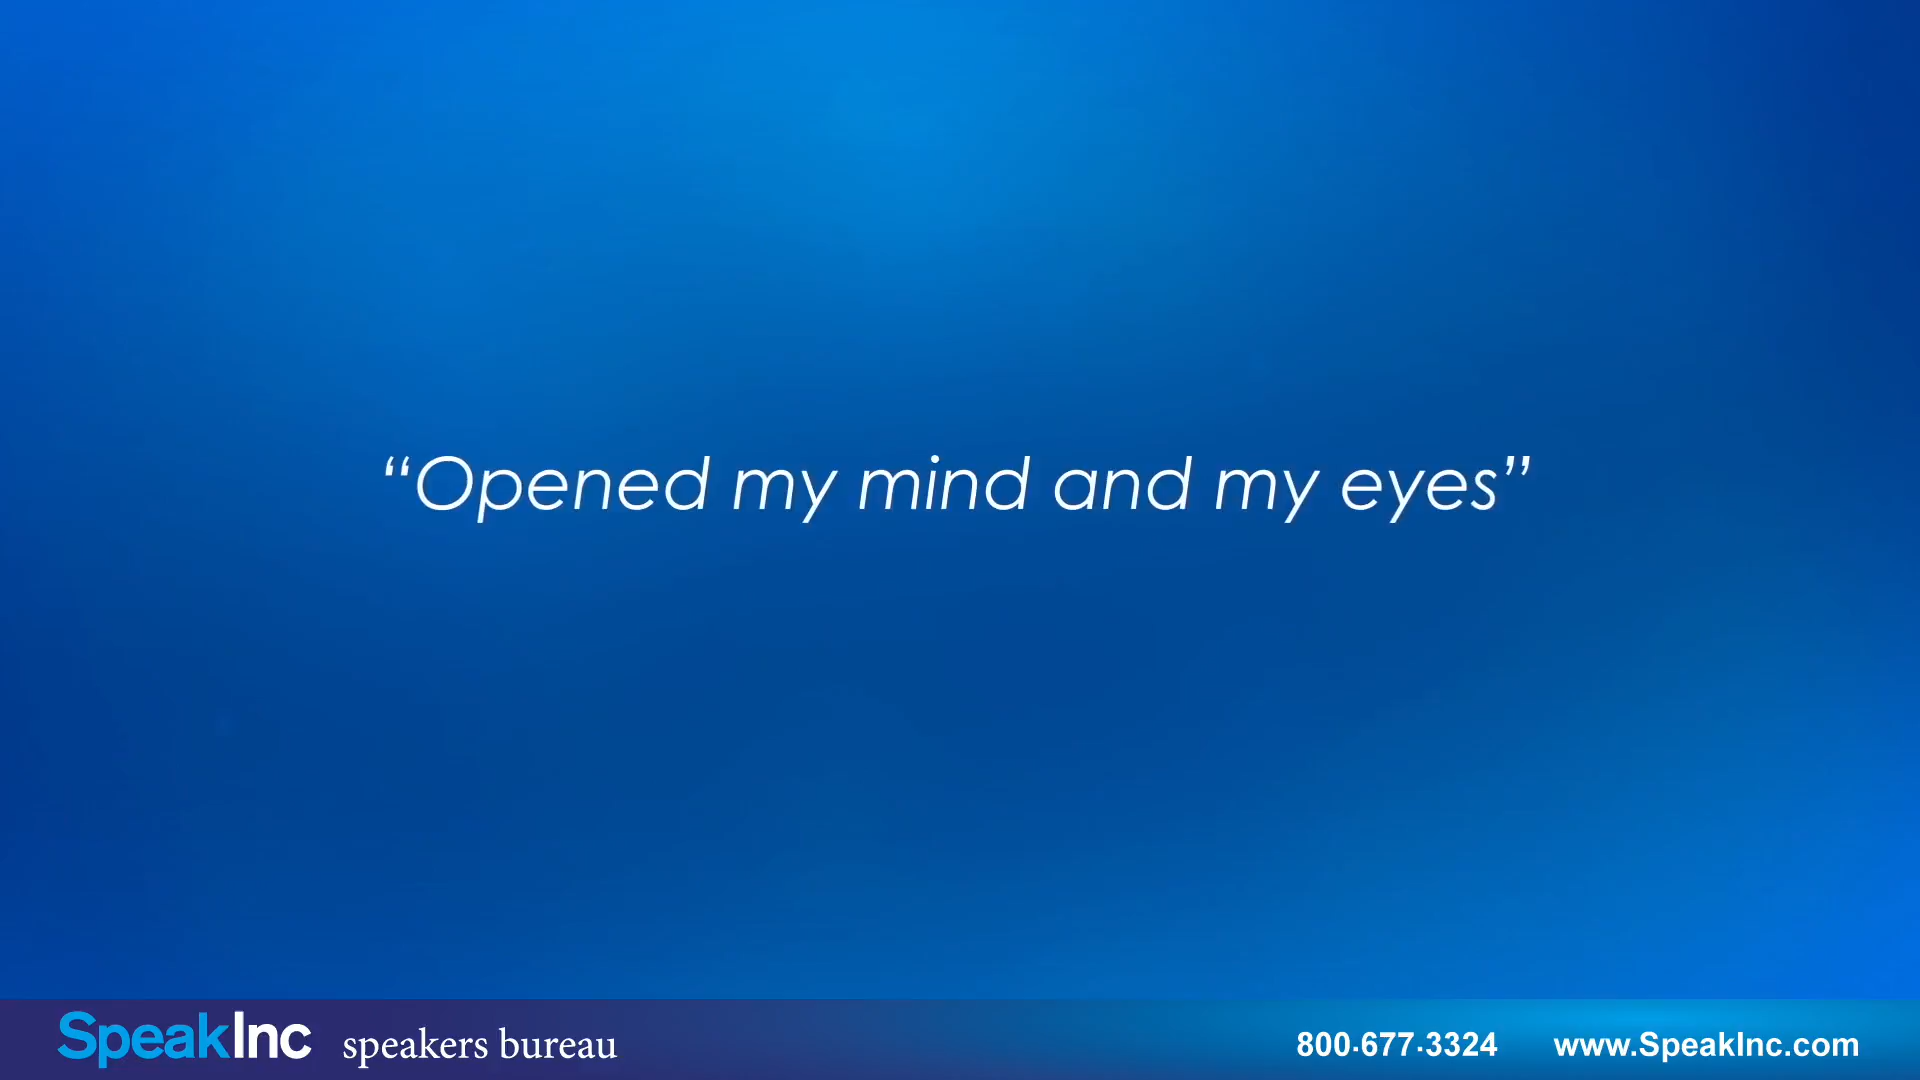 “Opened my mind and my eyes”
SpeakInc speakers bureau
800·677·3324 www.SpeakInc.com